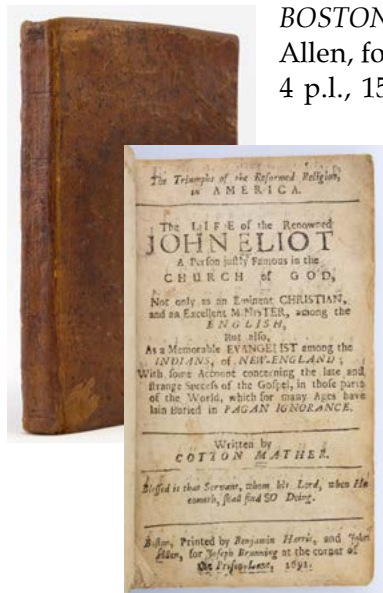 BOSTON
Allen, fo
4 p.l., 15
The Triumphs of the Reformed Religion,
in AMERICA.
The LIFE of the Renowned
JOHN ELIOT
A Person justly Famous in the
CHURCH of GOD,
Not only as an Eminent CHRISTIAN,
and an Excellent MINISTER, among the
ENGLISH,
But also,
As a Memorable EVANGELIST among the
INDIANS, of NEW-ENGLAND;
With some Account concerning the late and
strange Success of the Gospel, in those parts
of the World, which for many Ages have
lain Buried in PAGAN IGNORANCE.
Written by
COTTON MATHER.
Blessed is that Servant, whom his Lord, when He
cometh, shall find SO Doing.
Boston, Printed by Benjamin Harris, and John
Allen, for Joseph Brunning at the corner of
the Prison-Lane, 1691.